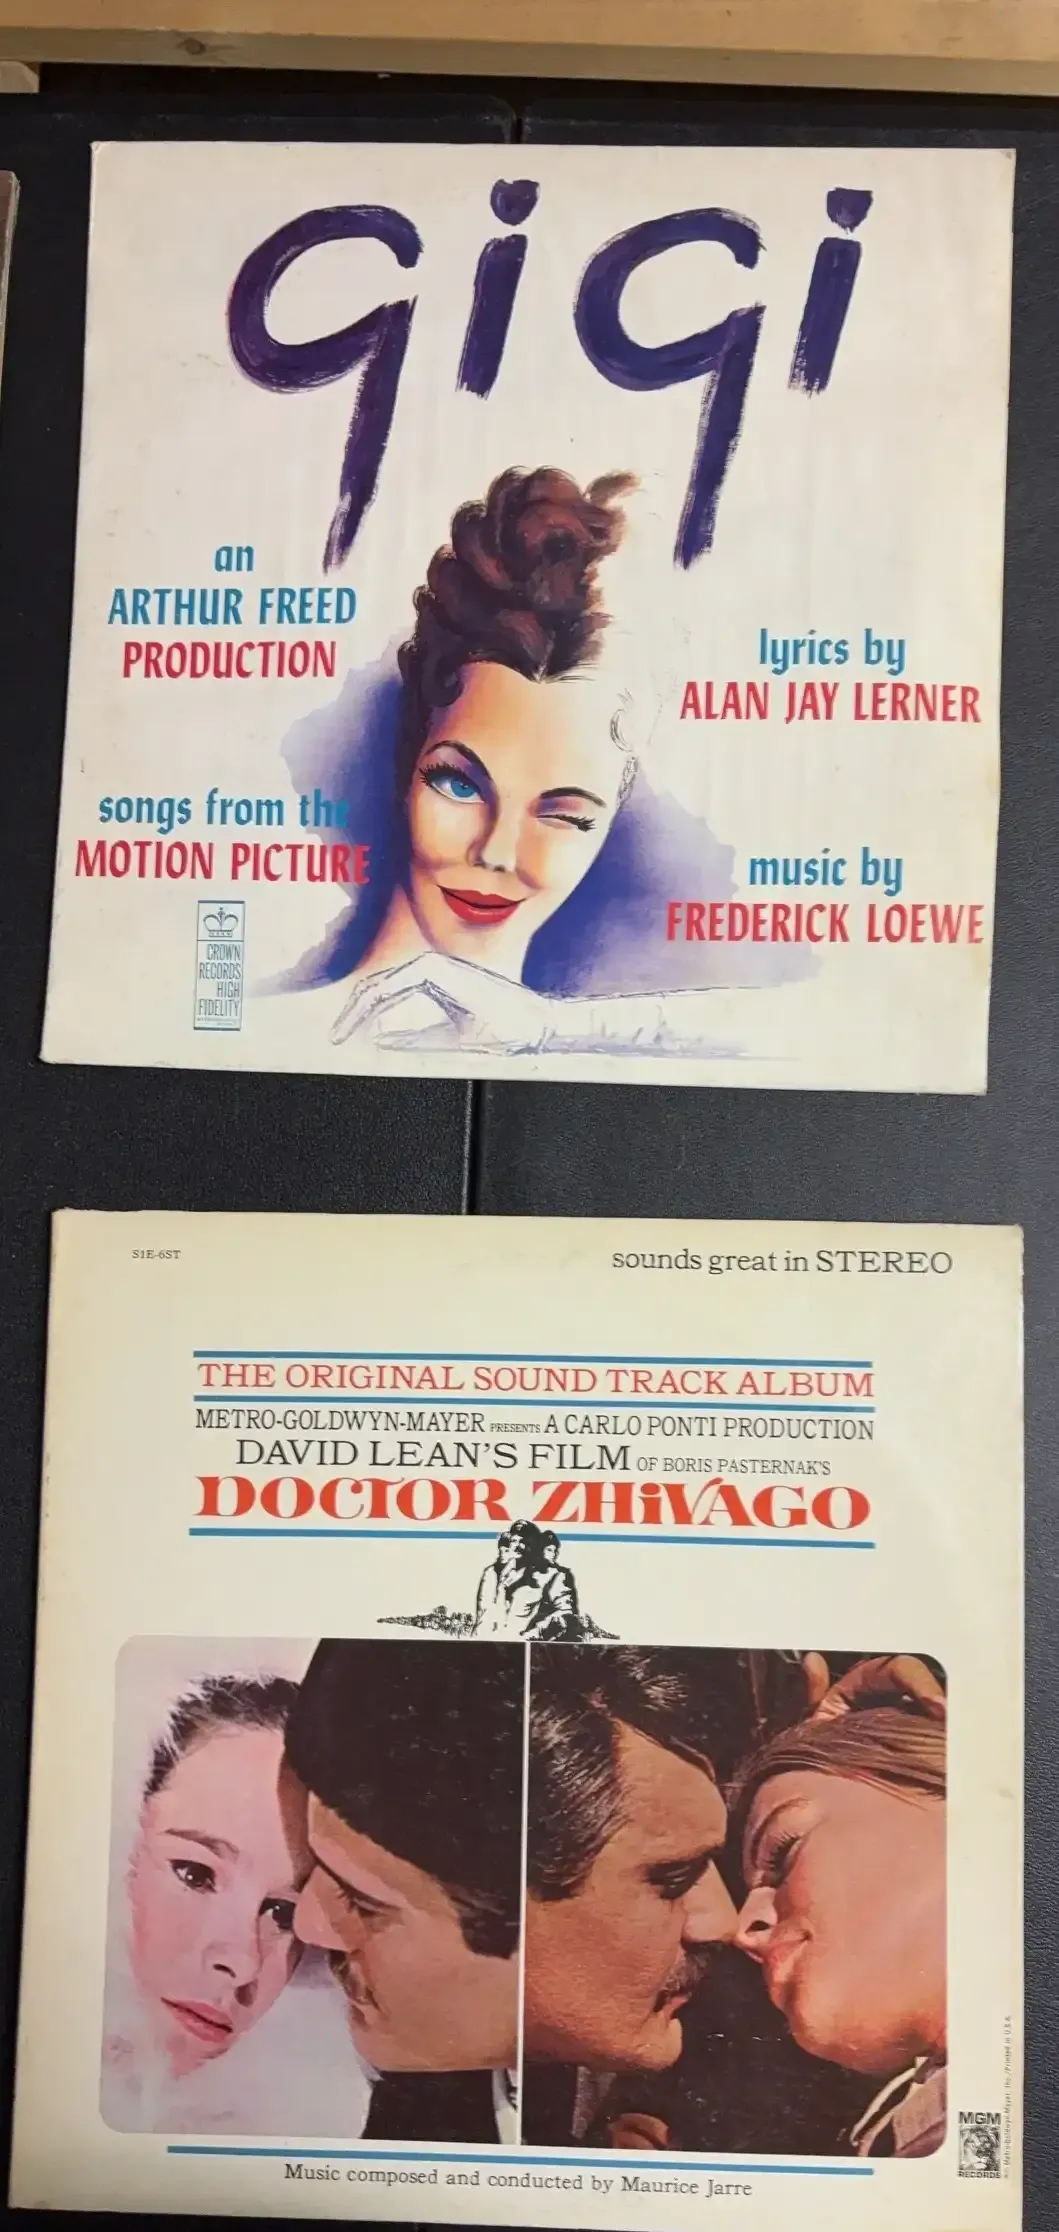 gigi
an
ARTHUR FREED
PRODUCTION
lyrics by
ALAN JAY LERNER
songs from the
MOTION PICTURE
music by
FREDERICK LOEWE
CROWN
RECORDS
HIGH
FIDELITY
S1E-6ST
sounds great in STEREO
THE ORIGINAL SOUND TRACK ALBUM
METRO-GOLDWYN-MAYER PRESENTS A CARLO PONTI PRODUCTION
DAVID LEAN'S FILM OF BORIS PASTERNAK'S
DOCTOR ZHiVAGO
MGM
RECORDS
Music composed and conducted by Maurice Jarre